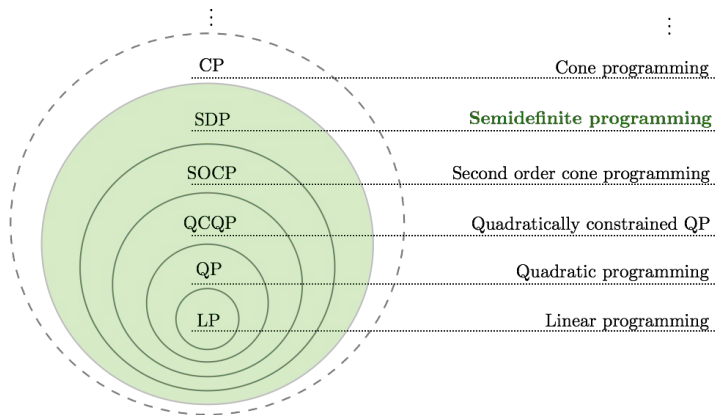 ⋮ ⋮
CP Cone programming
SDP Semidefinite programming
SOCP Second order cone programming
QCQP Quadratically constrained QP
QP Quadratic programming
LP Linear programming